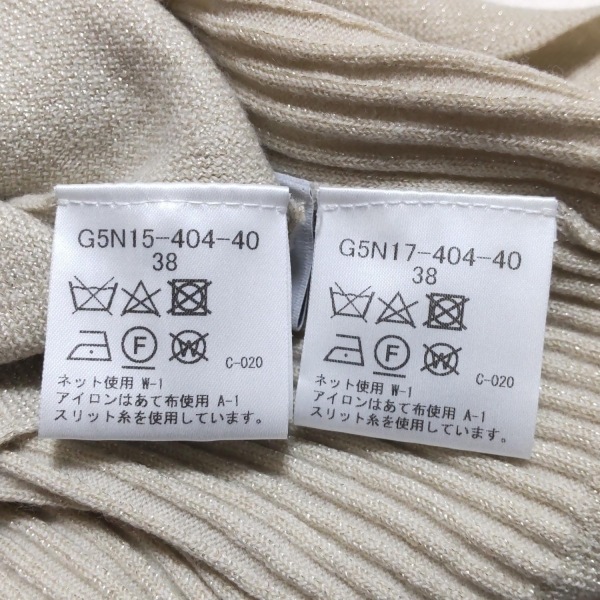 G5N15-404-40
38
F
W
C-020
ネット使用 W-1
アイロンはあて布使用 A-1
スリット糸を使用しています。
G5N17-404-40
38
F
W
C-020
ネット使用 W-1
アイロンはあて布使用 A-1
スリット糸を使用しています。